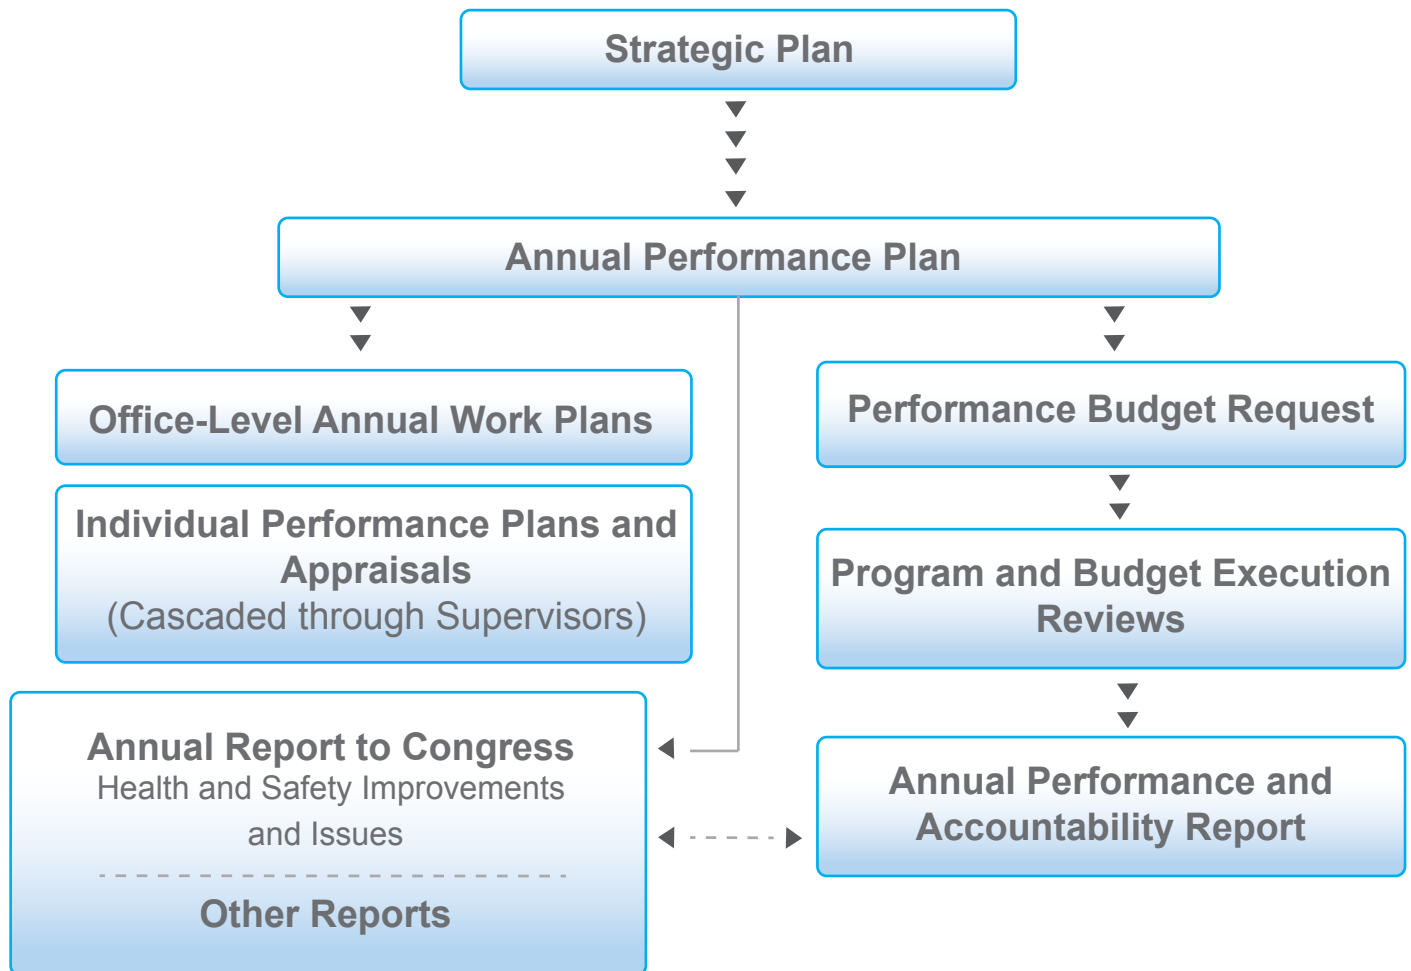 Strategic Plan
Annual Performance Plan
Office-Level Annual Work Plans
Performance Budget Request
Individual Performance Plans and
Appraisals
(Cascaded through Supervisors)
Program and Budget Execution
Reviews
Annual Report to Congress
Health and Safety Improvements
and Issues
Other Reports
Annual Performance and
Accountability Report